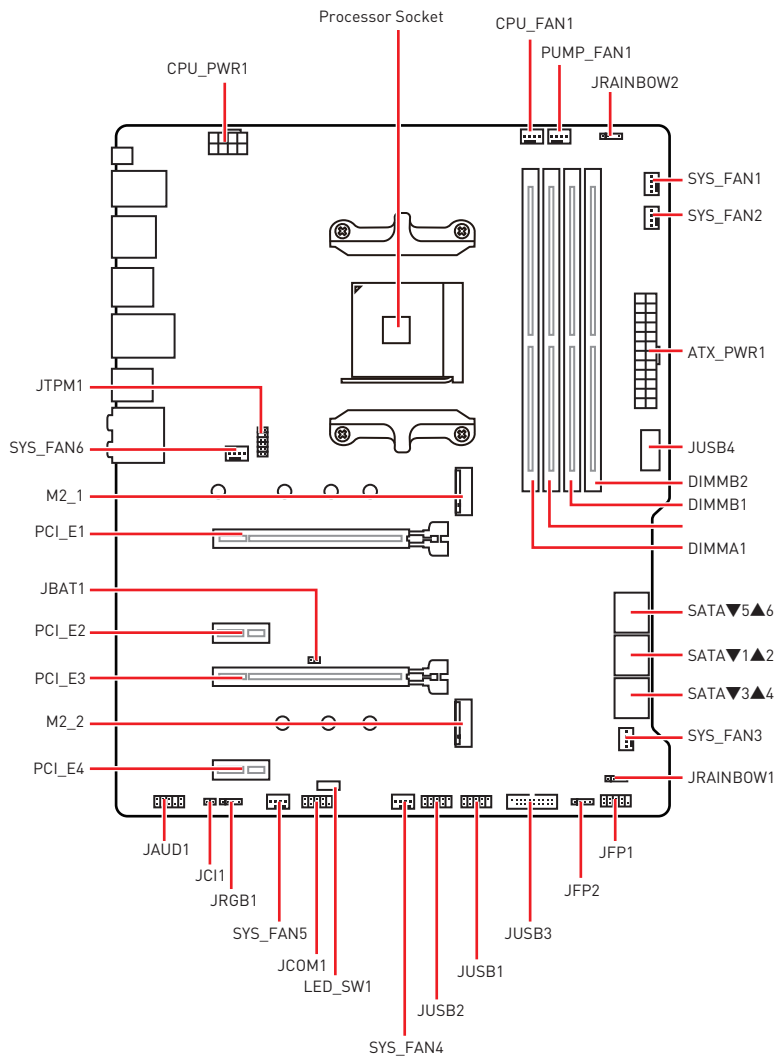 Processor Socket
CPU_FAN1
PUMP_FAN1
CPU_PWR1
JRAINBOW2
SYS_FAN1
SYS_FAN2
ATX_PWR1
JTPM1
SYS_FAN6
JUSB4
M2_1
DIMMB2
DIMMB1
PCI_E1
DIMMA1
JBAT1
SATA▼5▲6
PCI_E2
SATA▼1▲2
PCI_E3
SATA▼3▲4
M2_2
SYS_FAN3
PCI_E4
JRAINBOW1
JAUD1
JFP1
JCI1
JFP2
JRGB1
SYS_FAN5
JUSB3
JCOM1
JUSB1
LED_SW1
JUSB2
SYS_FAN4